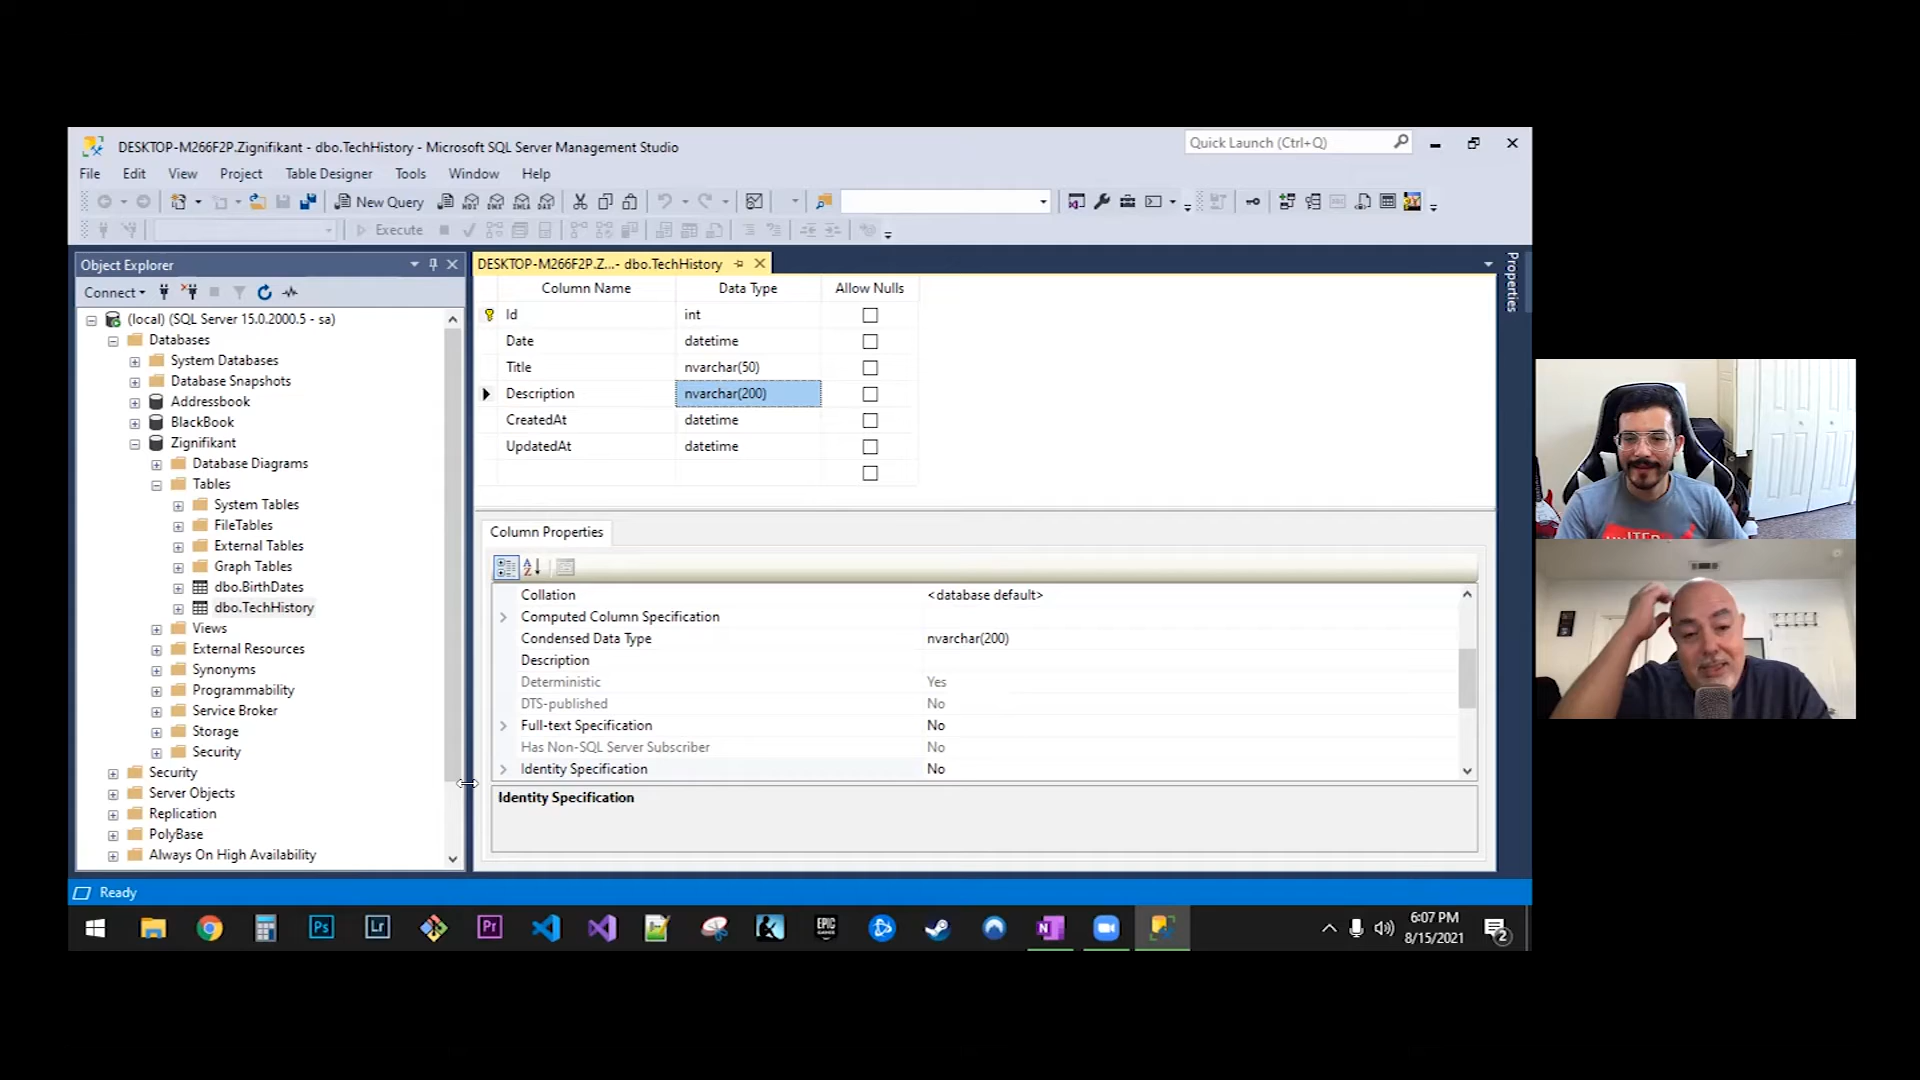 DESKTOP-M266F2P.Zignifikant - dbo.TechHistory - Microsoft SQL Server Management Studio
Quick Launch (Ctrl+Q)
File Edit View Project Table Designer Tools Window Help
New Query
Execute
Object Explorer
Connect
(local) (SQL Server 15.0.2000.5 - sa)
Databases
System Databases
Database Snapshots
Addressbook
BlackBook
Zignifikant
Database Diagrams
Tables
System Tables
FileTables
External Tables
Graph Tables
dbo.BirthDates
dbo.TechHistory
Views
External Resources
Synonyms
Programmability
Service Broker
Storage
Security
Security
Server Objects
Replication
PolyBase
Always On High Availability
DESKTOP-M266F2P.Z...- dbo.TechHistory
Column Name Data Type Allow Nulls
Id int
Date datetime
Title nvarchar(50)
Description nvarchar(200)
CreatedAt datetime
UpdatedAt datetime
Column Properties
Collation <database default>
Computed Column Specification
Condensed Data Type nvarchar(200)
Description
Deterministic Yes
DTS-published No
Full-text Specification No
Has Non-SQL Server Subscriber No
Identity Specification No
Identity Specification
Properties
Ready
Ps
Lr
Pr
EPIC
GAMES
N
6:07 PM
8/15/2021
2